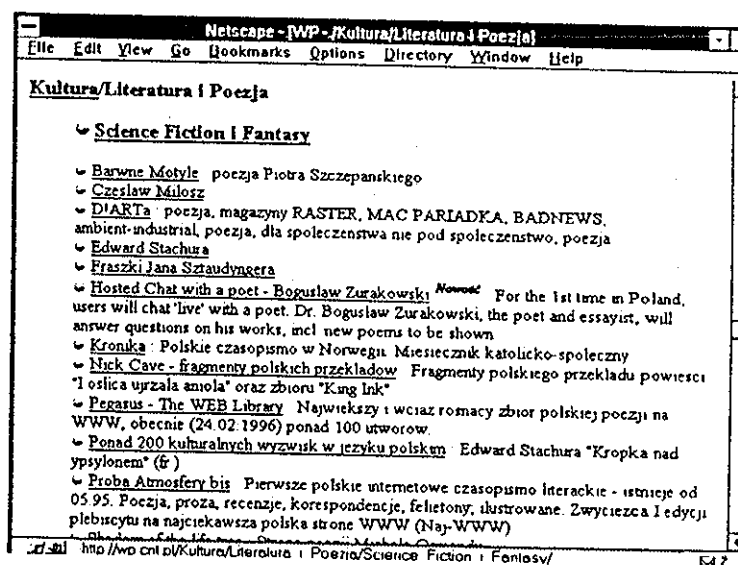 Netscape - [WP - /Kultura/Literatura i Poezja]
File Edit View Go Bookmarks Options Directory Window Help
Kultura/Literatura i Poezja
Science Fiction i Fantasy
Barwne Motyle poezja Piotra Szczepanskiego
Czeslaw Milosz
D!ARTa : poezja, magazyny RASTER, MAC PARIADKA, BADNEWS,
ambient-industrial, poezja, dla spoleczenstwa nie pod spoleczenstwo, poezja
Edward Stachura
Fraszki Jana Sztaudyngera
Hosted Chat with a poet - Boguslaw Zurakowski Nowość For the 1st time in Poland,
users will chat 'live' with a poet. Dr. Boguslaw Zurakowski, the poet and essayist, will
answer questions on his works, incl new poems to be shown
Kronika : Polskie czasopismo w Norwegii. Miesiecznik katolicko-spoleczny
Nick Cave - fragmenty polskich przekladow Fragmenty polskiego przekladu powiesci
"I oslica ujrzala aniola" oraz zbioru "King Ink"
Pegasus - The WEB Library Najwiekszy i wciaz rosnacy zbior polskiej poezji na
WWW, obecnie (24.02.1996) ponad 100 utworow.
Ponad 200 kulturalnych wyzwisk w jezyku polskim : Edward Stachura "Kropka nad
ypsylonem" (fr.)
Proba Atmosfery bis Pierwsze polskie internetowe czasopismo literackie - istnieje od
05.95. Poezja, proza, recenzje, korespondencje, felietony, ilustrowane. Zwyciezca I edycji
plebiscytu na najciekawsza polska strone WWW (Naj-WWW)
http://wp.cnt.pl/Kultura/Literatura_i_Poezja/Science_Fiction_i_Fantasy/